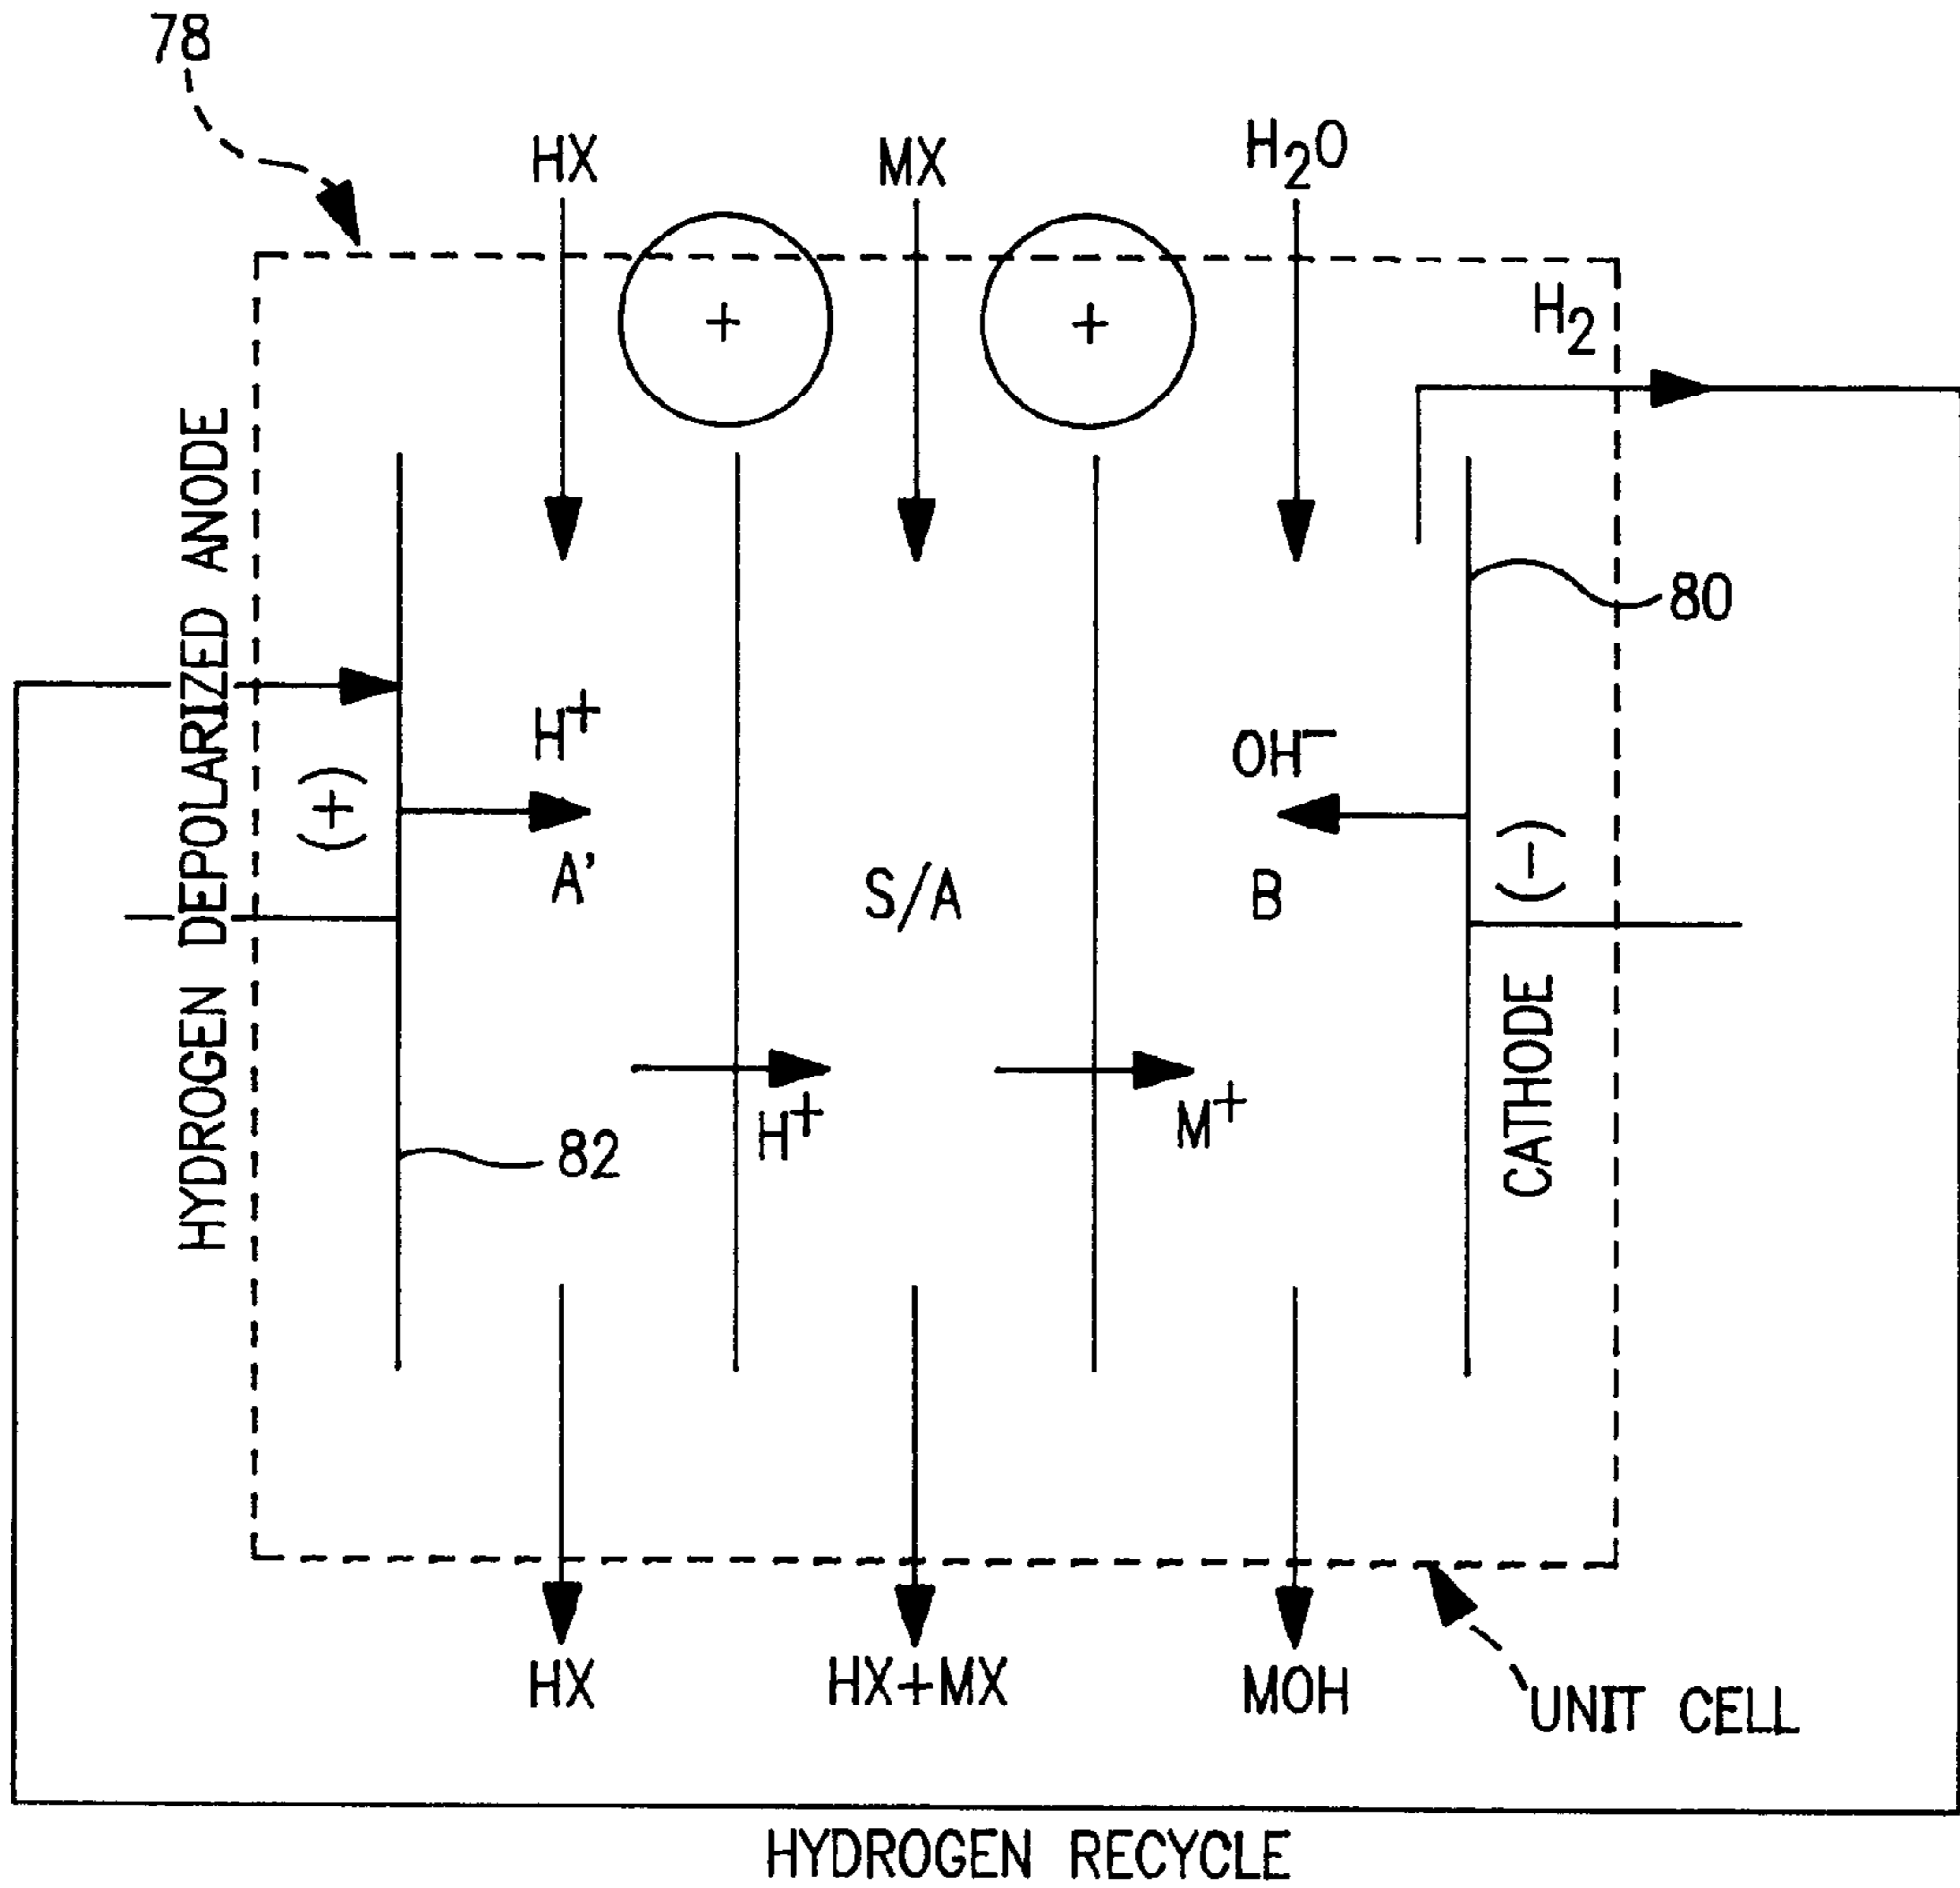 78
HX
MX
H2O
+
+
H2
HYDROGEN DEPOLARIZED ANODE
80
H+
OH−
(+)
(−)
A'
S/A
B
CATHODE
H+
M+
82
HX
HX+MX
MOH
UNIT CELL
HYDROGEN RECYCLE